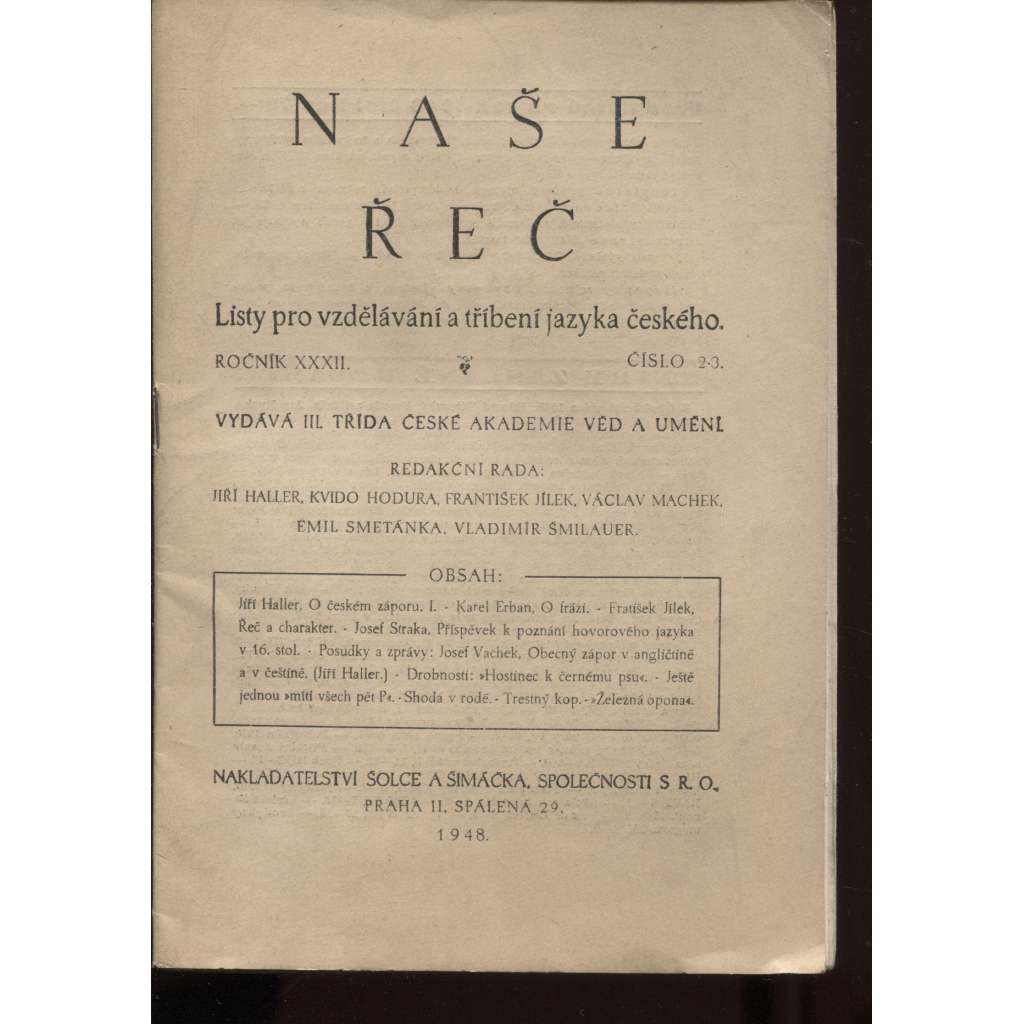 NAŠE
ŘEČ
Listy pro vzdělávání a tříbení jazyka českého.
ROČNÍK XXXII. ČÍSLO 2-3.
VYDÁVÁ III. TŘÍDA ČESKÉ AKADEMIE VĚD A UMĚNÍ.
REDAKČNÍ RADA:
JIŘÍ HALLER, KVIDO HODURA, FRANTIŠEK JÍLEK, VÁCLAV MACHEK,
EMIL SMETÁNKA, VLADIMÍR ŠMILAUER.
OBSAH:
Jiří Haller, O českém záporu. I. - Karel Erban, O frázi. - Fratišek Jílek,
Řeč a charakter. - Josef Straka, Příspěvek k poznání hovorového jazyka
v 16. stol. - Posudky a zprávy: Josef Vachek, Obecný zápor v angličtině
a v češtině. (Jiří Haller.) - Drobnosti: »Hostinec k černému psu«. - Ještě
jednou »míti všech pět P«. - Shoda v rodě. - Trestný kop. - »Železná opona«.
NAKLADATELSTVÍ ŠOLCE A ŠIMÁČKA, SPOLEČNOSTI S R. O.,
PRAHA II, SPÁLENÁ 29.
1948.